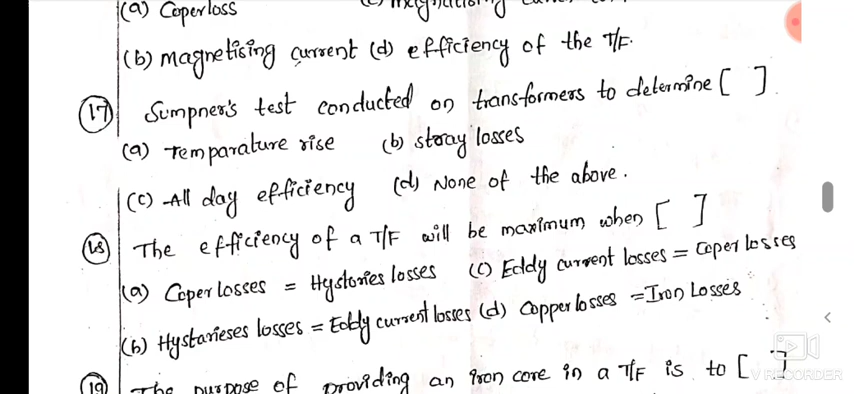 (a) Coperloss
(b) magnetising current (d) efficiency of the T/F.
(17) Sumpner's test conducted on transformers to determine [ ]
(a) Temparature rise (b) stray losses
(c) All day efficiency (d) None of the above.
(18) The efficiency of a T/F will be maximum when [ ]
(a) Coper losses = Hystories losses (c) Eddy current losses = Coper losses
(b) Hystarieses losses = Eddy current losses (d) Copper losses = Iron Losses
(19) The purpose of providing an iron core in a T/F is to [ ]
V RECORDER